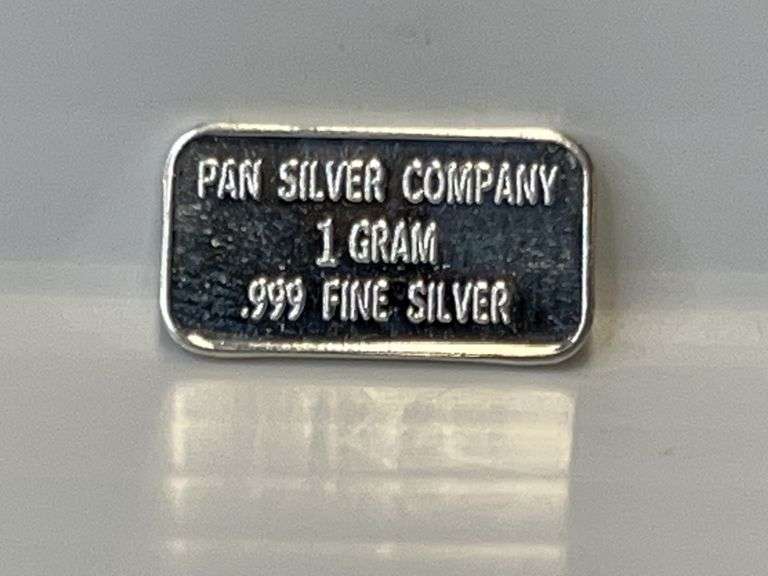 PAN SILVER COMPANY
1 GRAM
.999 FINE SILVER